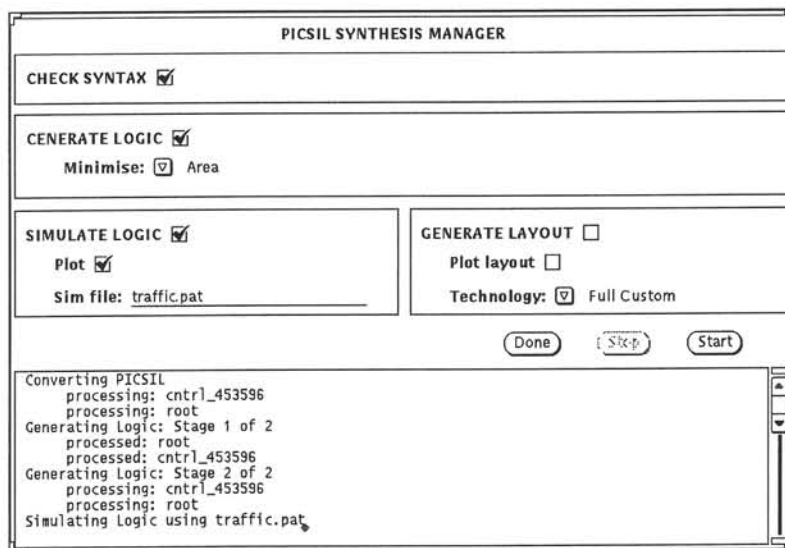 PICSIL SYNTHESIS MANAGER
CHECK SYNTAX
CENERATE LOGIC
Minimise: Area
SIMULATE LOGIC
Plot
Sim file: traffic.pat
GENERATE LAYOUT
Plot layout
Technology: Full Custom
Done Stop Start
Converting PICSIL
processing: cntrl_453596
processing: root
Generating Logic: Stage 1 of 2
processed: root
processed: cntrl_453596
Generating Logic: Stage 2 of 2
processing: cntrl_453596
processing: root
Simulating Logic using traffic.pat